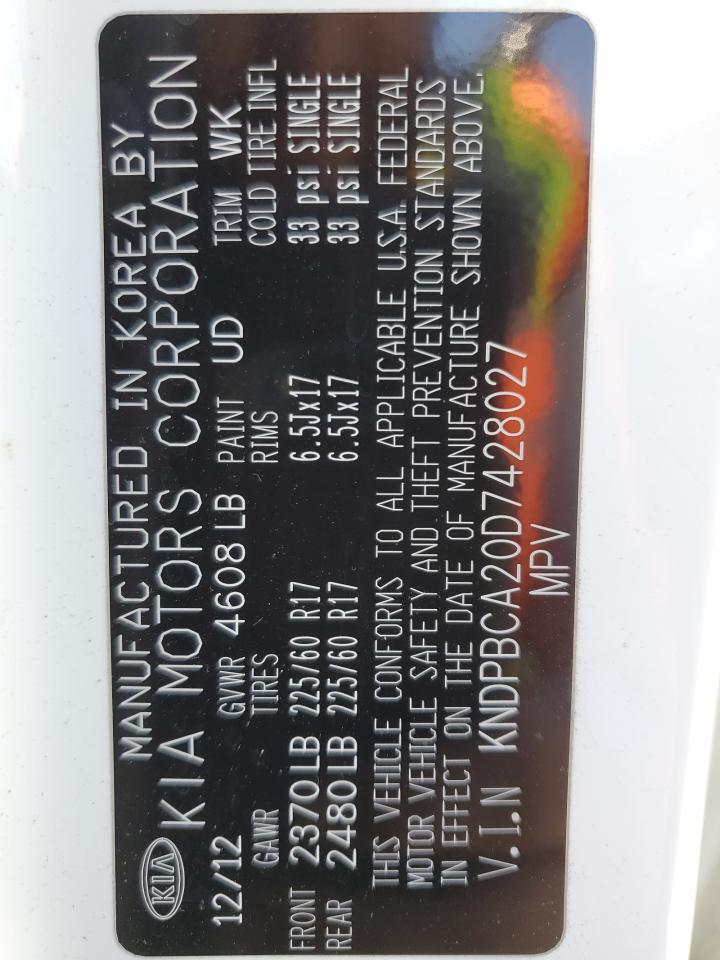 MANUFACTURED IN KOREA BY
KIA KIA MOTORS CORPORATION
12/12 GVWR 4608 LB PAINT UD TRIM WK
GAWR TIRES RIMS COLD TIRE INFL
FRONT 2370 LB 225/60 R17 6.5Jx17 33 psi SINGLE
REAR 2480 LB 225/60 R17 6.5Jx17 33 psi SINGLE
THIS VEHICLE CONFORMS TO ALL APPLICABLE U.S.A. FEDERAL
MOTOR VEHICLE SAFETY AND THEFT PREVENTION STANDARDS
IN EFFECT ON THE DATE OF MANUFACTURE SHOWN ABOVE.
V.I.N KNDPBCA20D7428027
MPV